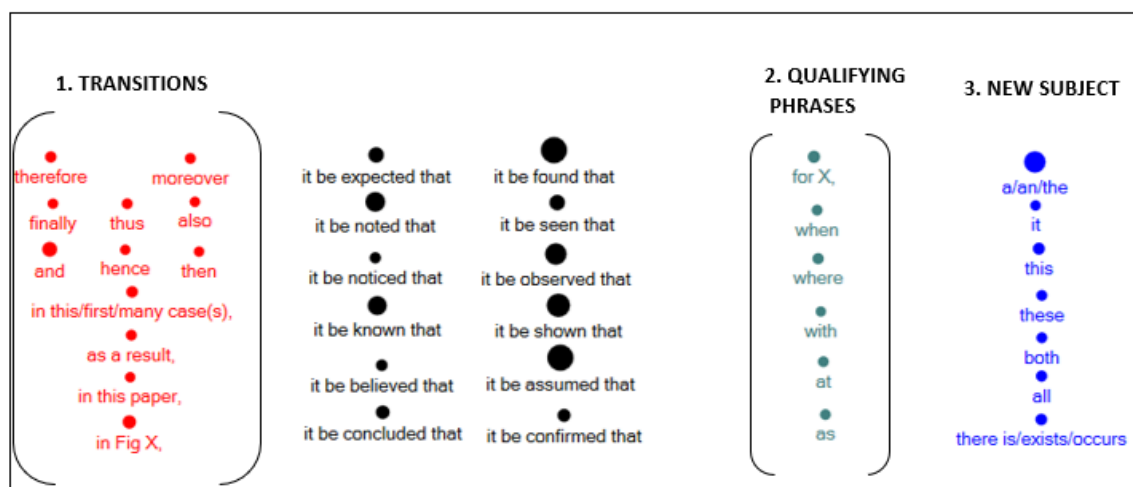 1. TRANSITIONS
2. QUALIFYING
PHRASES
3. NEW SUBJECT
therefore
moreover
finally
thus
also
and
hence
then
in this/first/many case(s),
as a result,
in this paper,
in Fig X,
it be expected that
it be noted that
it be noticed that
it be known that
it be believed that
it be concluded that
it be found that
it be seen that
it be observed that
it be shown that
it be assumed that
it be confirmed that
for X,
when
where
with
at
as
a/an/the
it
this
these
both
all
there is/exists/occurs